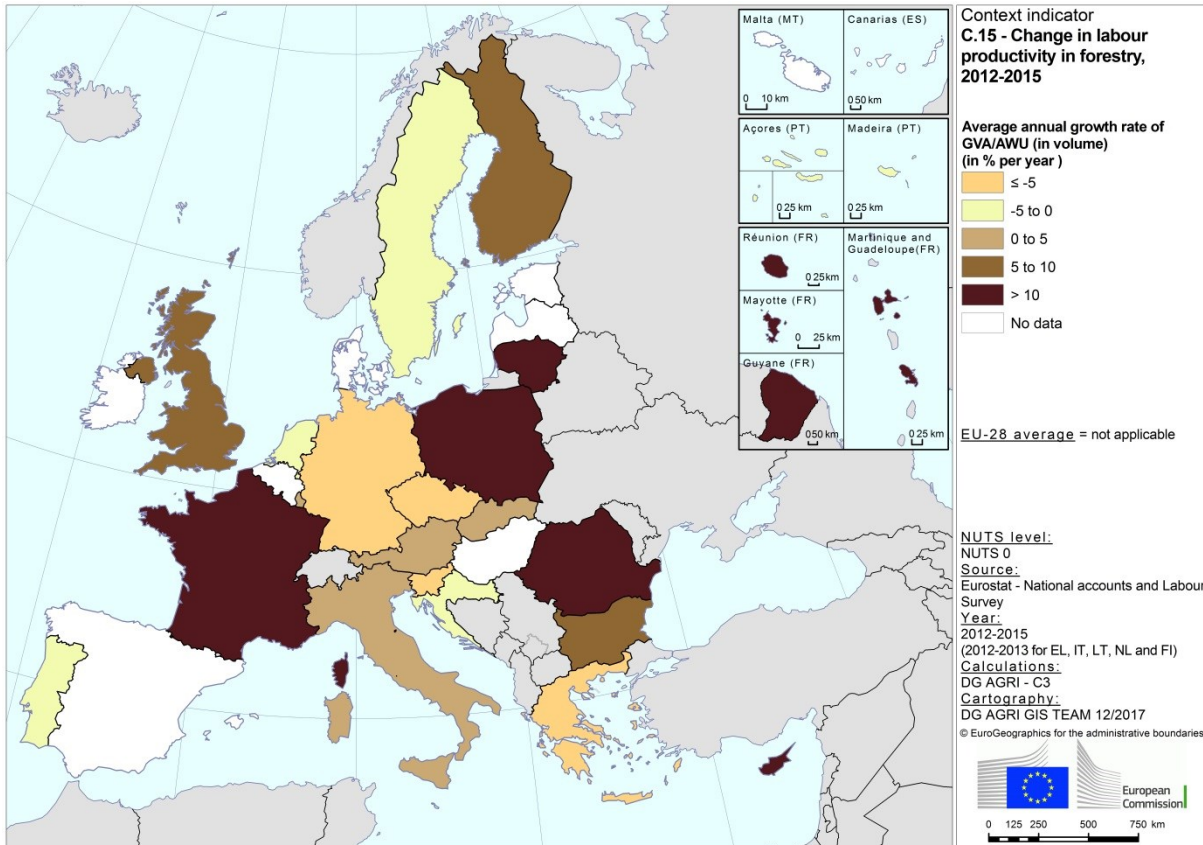 Malta (MT)
0 10 km
Canarias (ES)
0 50 km
Açores (PT)
0 25 km
Madeira (PT)
0 25 km
Réunion (FR)
0 25 km
Martinique and
Guadeloupe(FR)
Mayotte (FR)
0 25 km
Guyane (FR)
0 50 km
0 25 km
Context indicator
C.15 - Change in labour
productivity in forestry,
2012-2015
Average annual growth rate of
GVA/AWU (in volume)
(in % per year )
≤ -5
-5 to 0
0 to 5
5 to 10
> 10
No data
EU-28 average = not applicable
NUTS level:
NUTS 0
Source:
Eurostat - National accounts and Labour
Survey
Year:
2012-2015
(2012-2013 for EL, IT, LT, NL and FI)
Calculations:
DG AGRI - C3
Cartography:
DG AGRI GIS TEAM 12/2017
© EuroGeographics for the administrative boundaries
European
Commission
0 125 250 500 750 km